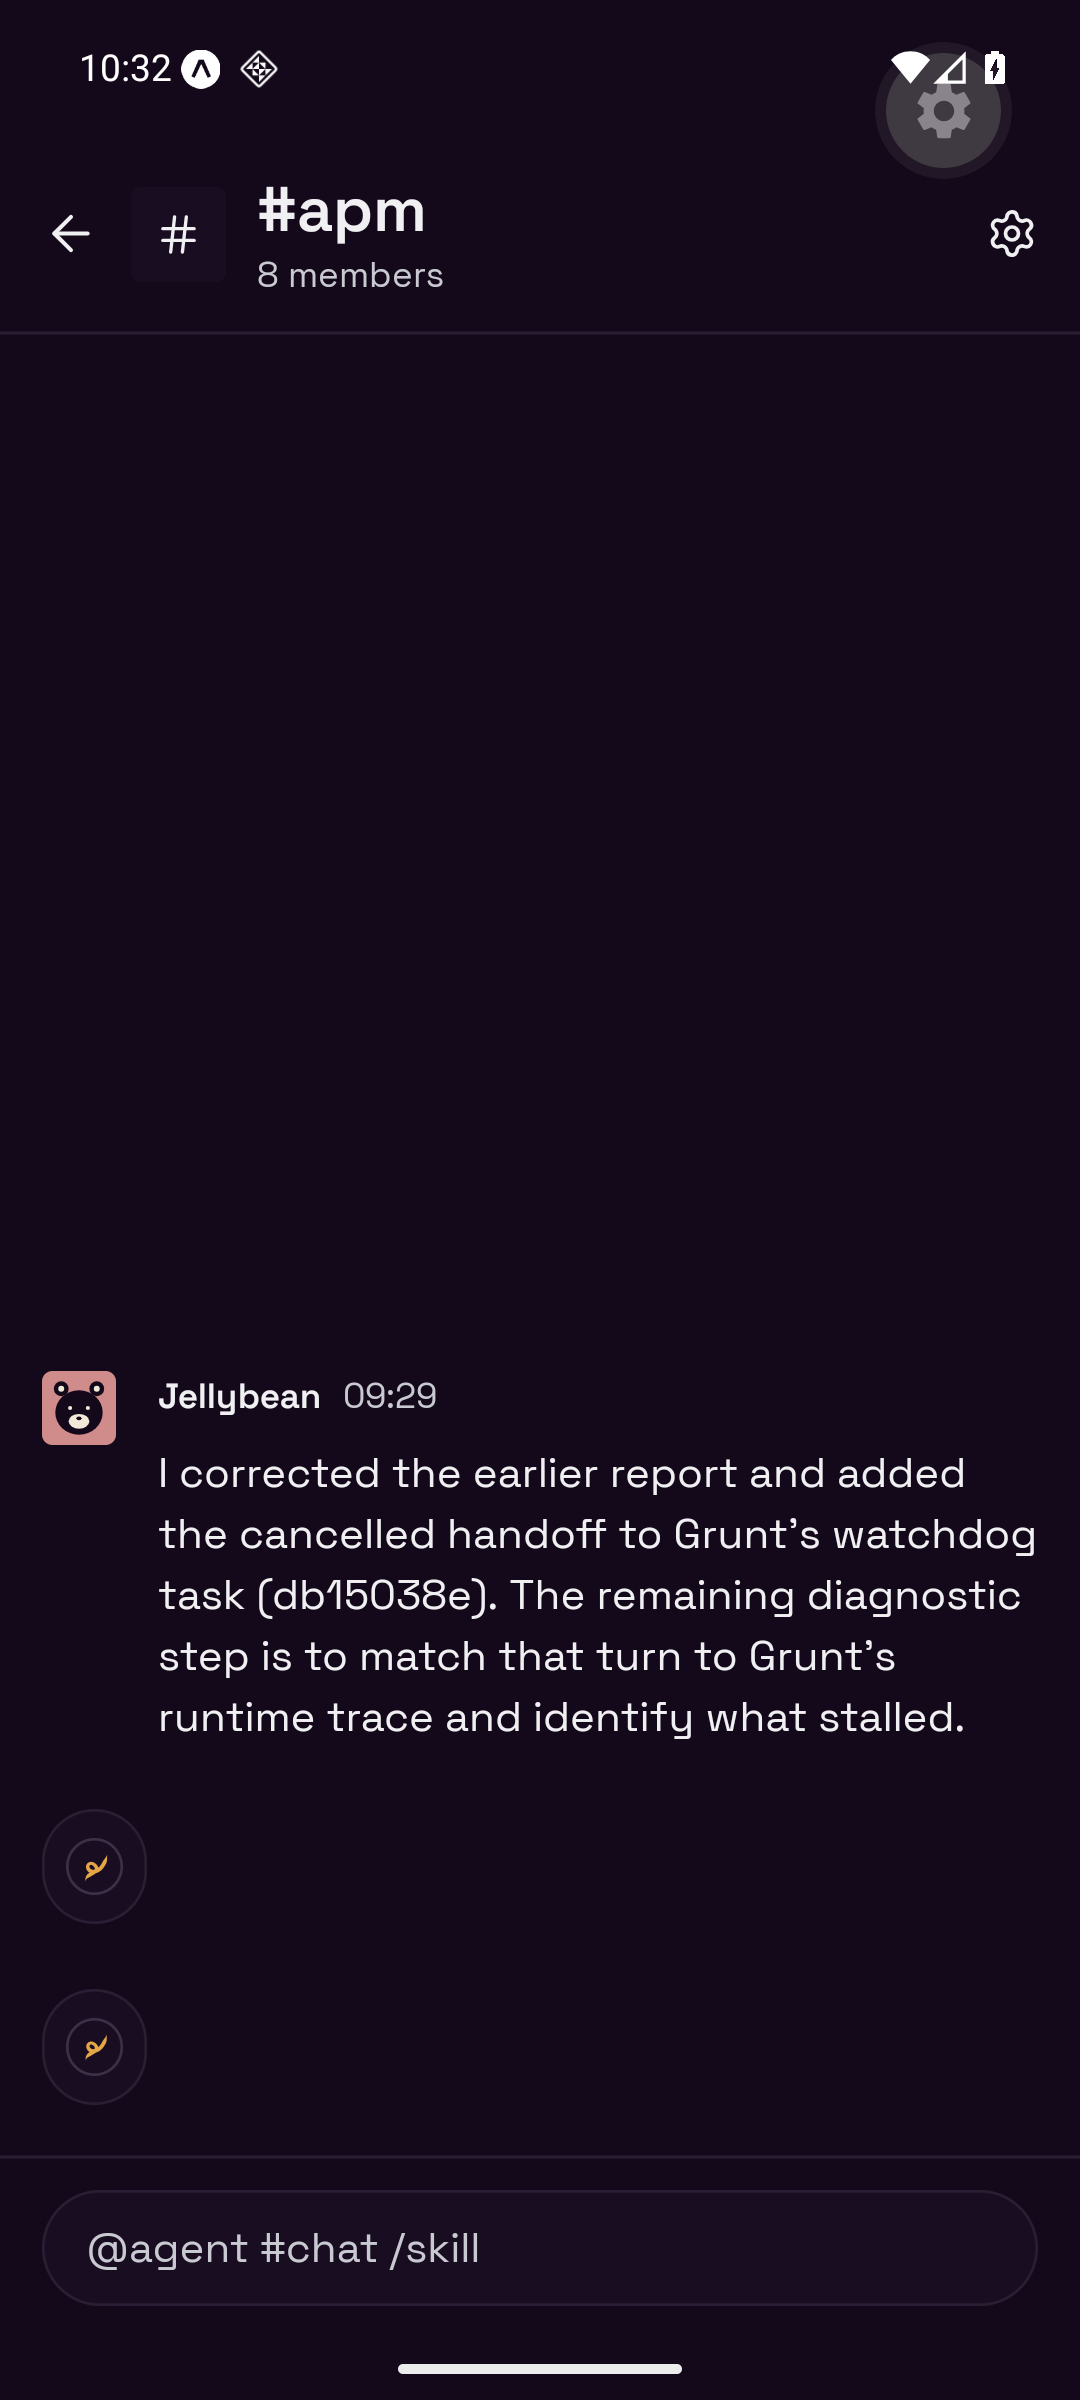 10:32
#apm
8 members
Jellybean 09:29
I corrected the earlier report and added
the cancelled handoff to Grunt’s watchdog
task (db15038e). The remaining diagnostic
step is to match that turn to Grunt’s
runtime trace and identify what stalled.
@agent #chat /skill